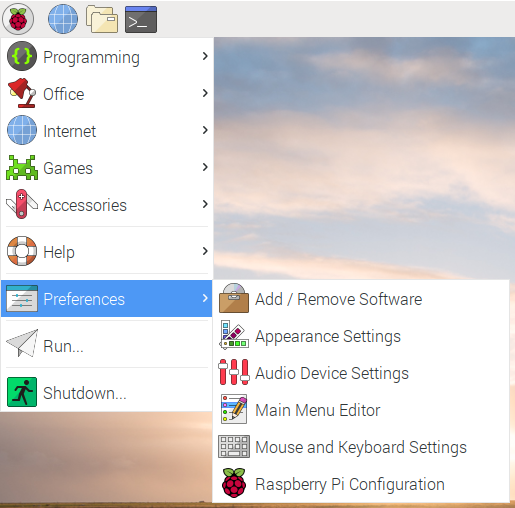 >_
Programming
Office
Internet
Games
Accessories
Help
Preferences
Run...
Shutdown...
Add / Remove Software
Appearance Settings
Audio Device Settings
Main Menu Editor
Mouse and Keyboard Settings
Raspberry Pi Configuration